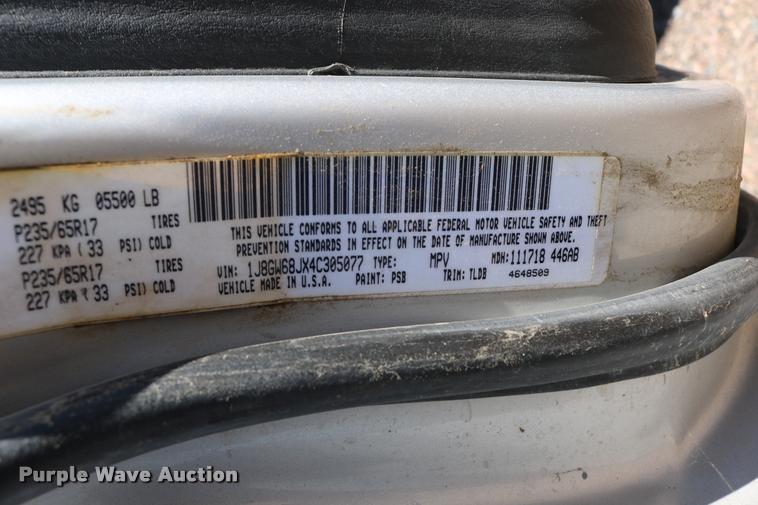 2495 KG 05500 LB
P235/65R17 TIRES
227 KPA ( 33 PSI) COLD
P235/65R17 TIRES
227 KPA ( 33 PSI) COLD
THIS VEHICLE CONFORMS TO ALL APPLICABLE FEDERAL MOTOR VEHICLE SAFETY AND THEFT
PREVENTION STANDARDS IN EFFECT ON THE DATE OF MANUFACTURE SHOWN ABOVE.
VIN: 1J8GW68JX4C305077 TYPE: MPV MDH:111718 446AB
VEHICLE MADE IN U.S.A. PAINT: PSB TRIM: TLDB 4648509
Purple Wave Auction